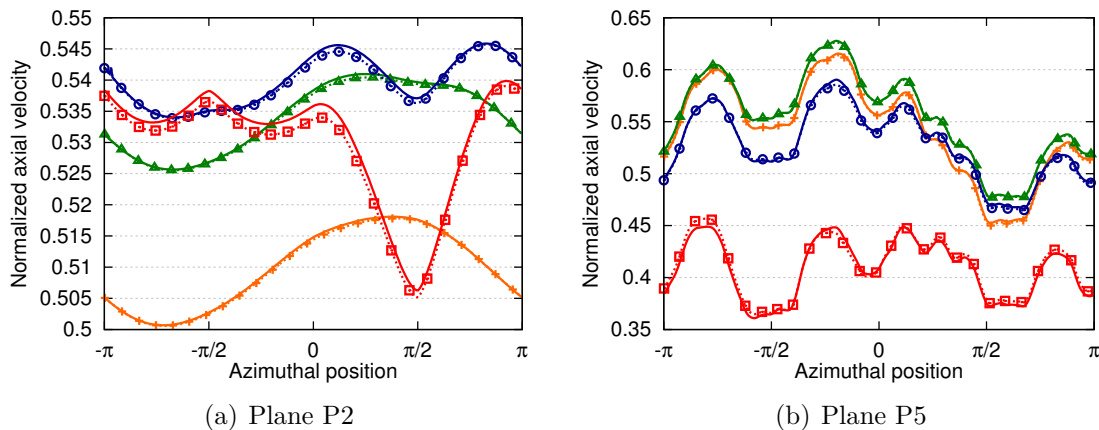 0.55
0.545
0.54
0.535
0.53
0.525
0.52
0.515
0.51
0.505
0.5
Normalized axial velocity
-π
-π/2
0
π/2
π
Azimuthal position
(a) Plane P2
0.65
0.6
0.55
0.5
0.45
0.4
0.35
Normalized axial velocity
-π
-π/2
0
π/2
π
Azimuthal position
(b) Plane P5